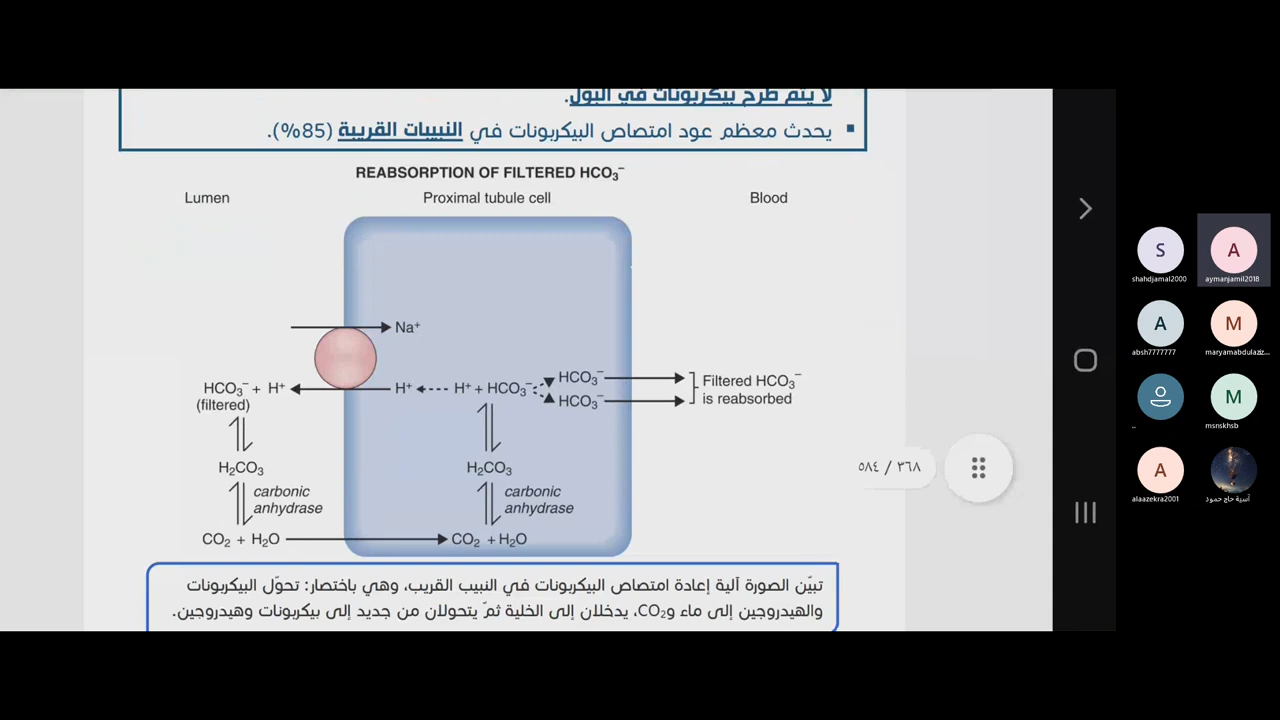 لا يتم طرح بيكربونات في البول.
▪ يحدث معظم عود امتصاص البيكربونات في النبيبات القريبة (85%).
REABSORPTION OF FILTERED HCO₃⁻
Lumen
Proximal tubule cell
Blood
Na⁺
HCO₃⁻ + H⁺
(filtered)
H⁺
H⁺ + HCO₃⁻
HCO₃⁻
HCO₃⁻
Filtered HCO₃⁻
is reabsorbed
H₂CO₃
H₂CO₃
carbonic
anhydrase
carbonic
anhydrase
CO₂ + H₂O
CO₂ + H₂O
تبيّن الصورة آلية إعادة امتصاص البيكربونات في النبيب القريب، وهي باختصار: تحوّل البيكربونات
والهيدروجين إلى ماء وCO₂، يدخلان إلى الخلية ثمّ يتحولان من جديد إلى بيكربونات وهيدروجين.
٣٦٨ / ٥٨٤
S
shahdjamal2000
A
aymanjamil2018
A
absh7777777
M
maryamabdulaziz...
..
M
msnskhsb
A
alaazekra2001
آسية حاج حمود